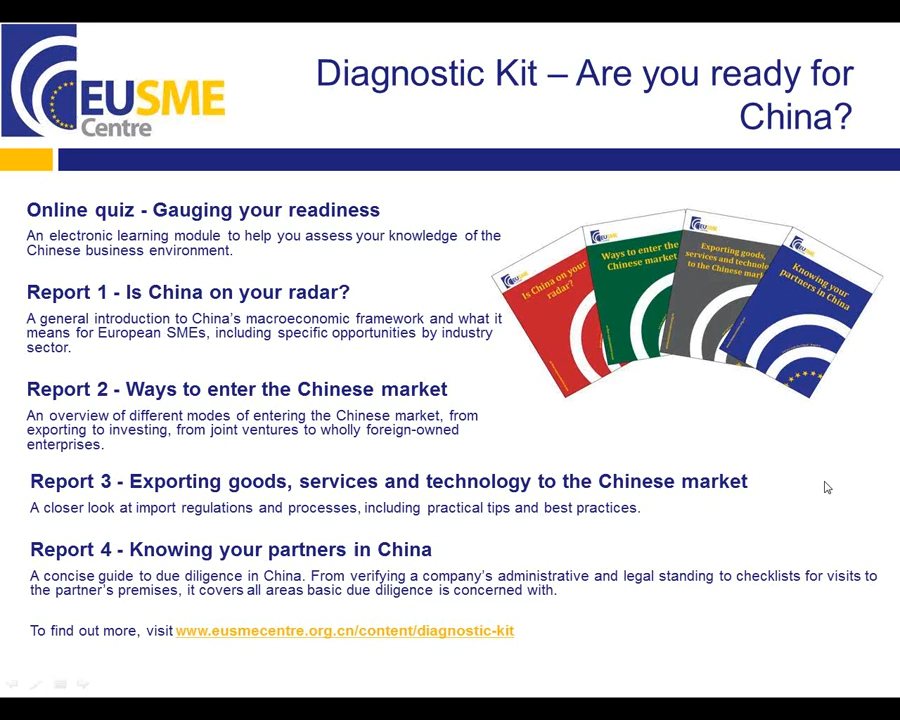 EUSME
Centre
Diagnostic Kit – Are you ready for
China?
Online quiz - Gauging your readiness
An electronic learning module to help you assess your knowledge of the
Chinese business environment.
Report 1 - Is China on your radar?
A general introduction to China's macroeconomic framework and what it
means for European SMEs, including specific opportunities by industry
sector.
Report 2 - Ways to enter the Chinese market
An overview of different modes of entering the Chinese market, from
exporting to investing, from joint ventures to wholly foreign-owned
enterprises.
EUSME
Is China on your
radar?
EUSME
Ways to enter the
Chinese market
EUSME
Exporting goods,
services and
to the Chinese
EUSME
Knowing your
partners in China
Report 3 - Exporting goods, services and technology to the Chinese market
A closer look at import regulations and processes, including practical tips and best practices.
Report 4 - Knowing your partners in China
A concise guide to due diligence in China. From verifying a company's administrative and legal standing to checklists for visits to
the partner's premises, it covers all areas basic due diligence is concerned with.
To find out more, visit www.eusmecentre.org.cn/content/diagnostic-kit